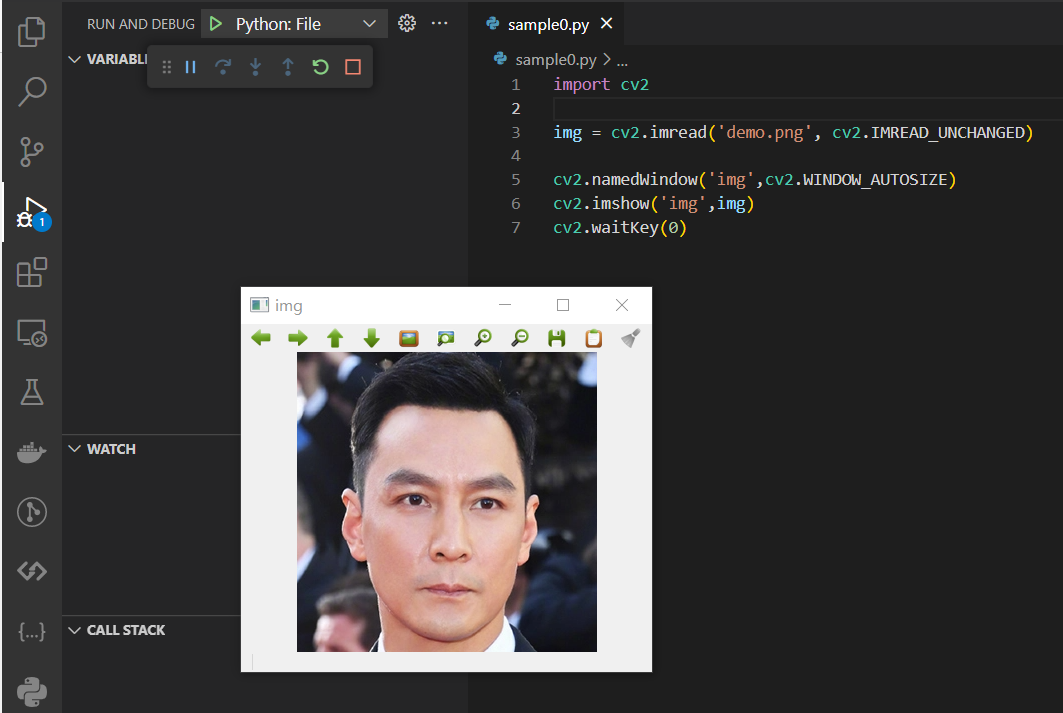 RUN AND DEBUG Python: File
VARIABL
1
WATCH
CALL STACK
sample0.py
sample0.py > ...
1 import cv2
2
3 img = cv2.imread('demo.png', cv2.IMREAD_UNCHANGED)
4
5 cv2.namedWindow('img',cv2.WINDOW_AUTOSIZE)
6 cv2.imshow('img',img)
7 cv2.waitKey(0)
img